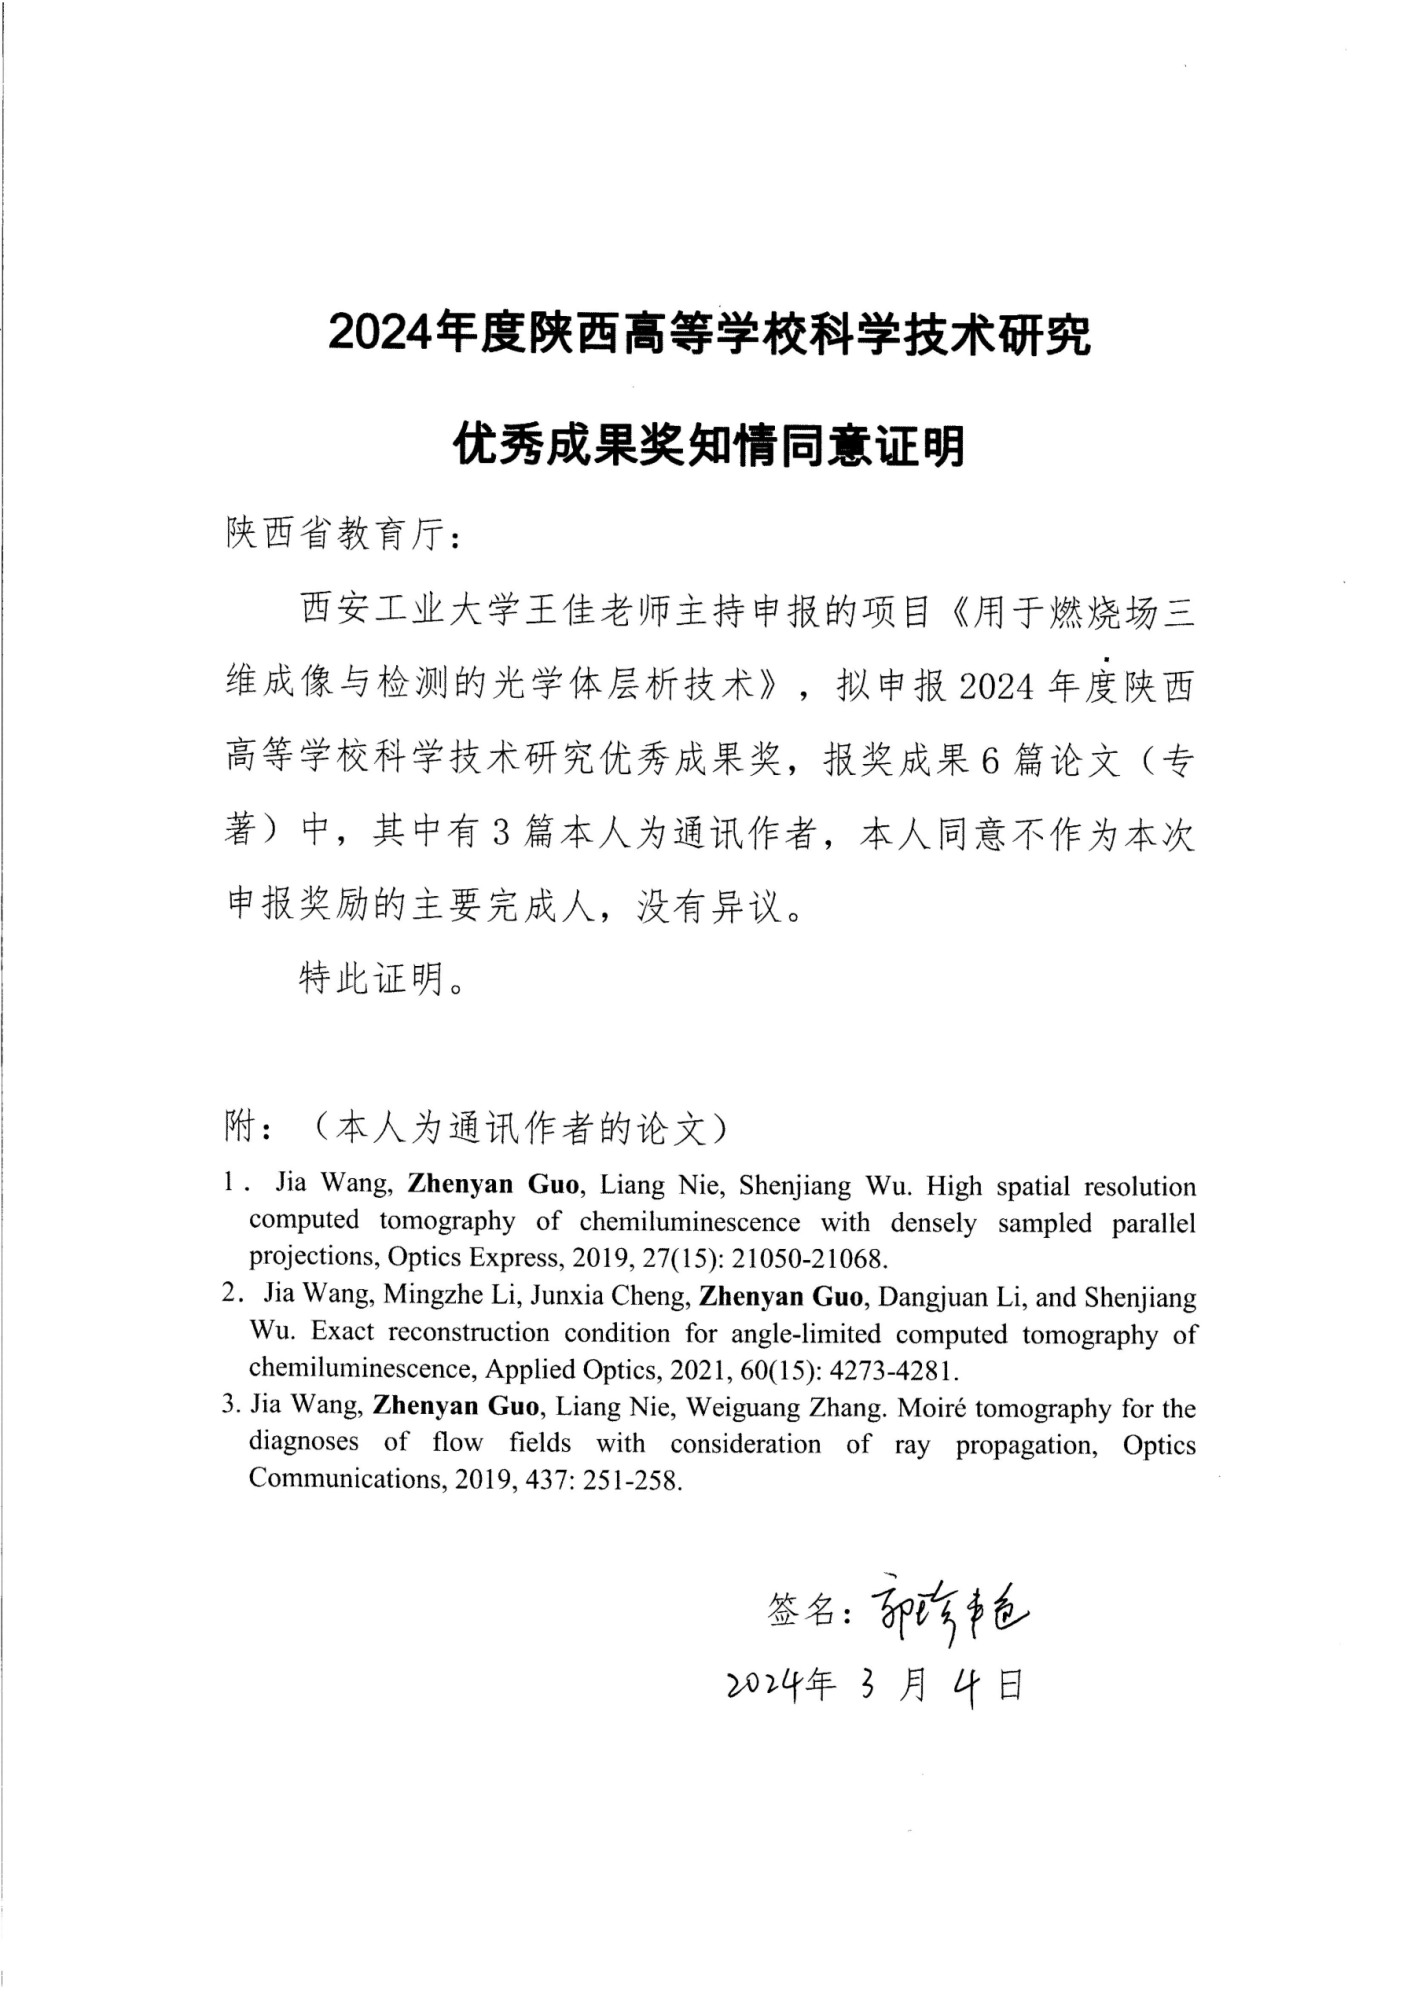 2024年度陕西高等学校科学技术研究
优秀成果奖知情同意证明
陕西省教育厅：
西安工业大学王佳老师主持申报的项目《用于燃烧场三
维成像与检测的光学体层析技术》，拟申报 2024 年度陕西
高等学校科学技术研究优秀成果奖，报奖成果 6 篇论文（专
著）中，其中有 3 篇本人为通讯作者，本人同意不作为本次
申报奖励的主要完成人，没有异议。
特此证明。
附：（本人为通讯作者的论文）
1. Jia Wang, Zhenyan Guo, Liang Nie, Shenjiang Wu. High spatial resolution
computed tomography of chemiluminescence with densely sampled parallel
projections, Optics Express, 2019, 27(15): 21050-21068.
2. Jia Wang, Mingzhe Li, Junxia Cheng, Zhenyan Guo, Dangjuan Li, and Shenjiang
Wu. Exact reconstruction condition for angle-limited computed tomography of
chemiluminescence, Applied Optics, 2021, 60(15): 4273-4281.
3. Jia Wang, Zhenyan Guo, Liang Nie, Weiguang Zhang. Moiré tomography for the
diagnoses of flow fields with consideration of ray propagation, Optics
Communications, 2019, 437: 251-258.
签名：郭珍艳
2024年 3 月 4 日